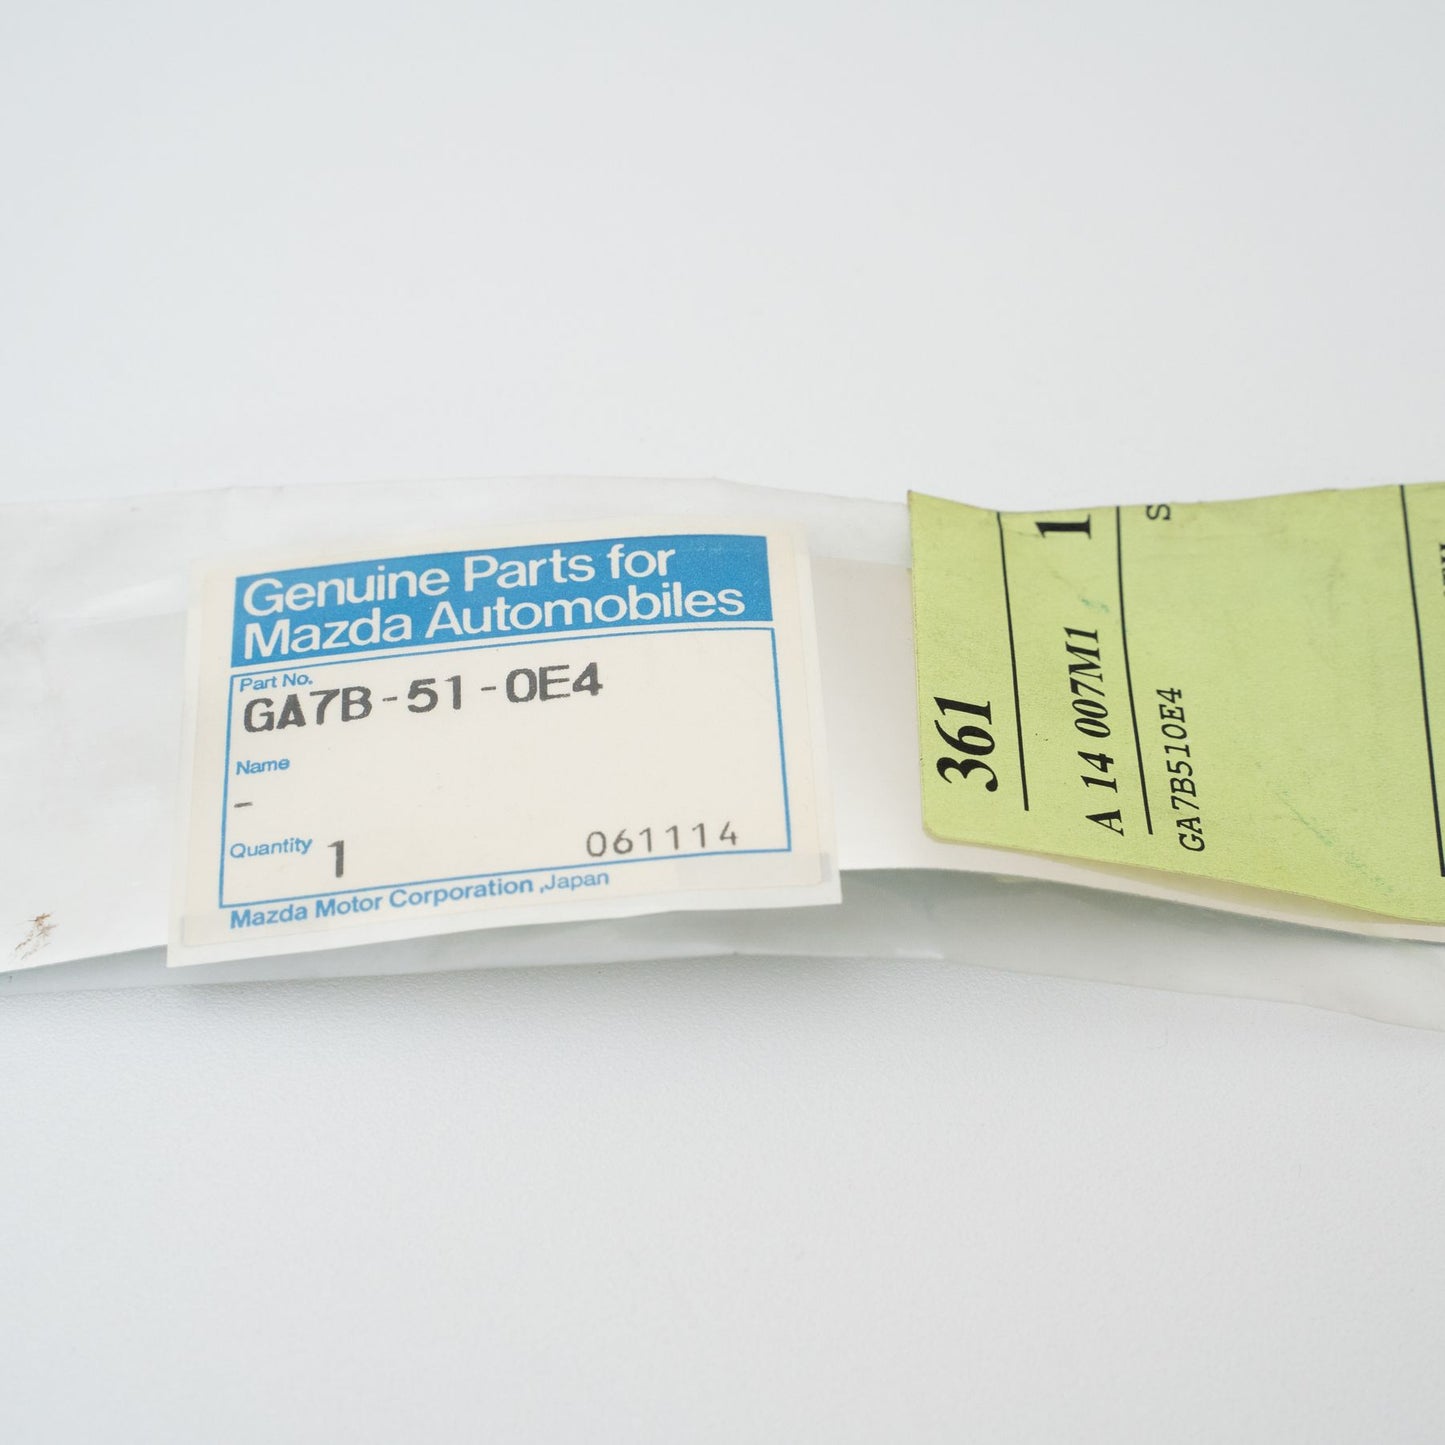 Genuine Parts for
Mazda Automobiles
Part No.
GA7B-51-0E4
Name
-
Quantity 1 061114
Mazda Motor Corporation ,Japan
361 1
A 14 007M1
GA7B510E4 S